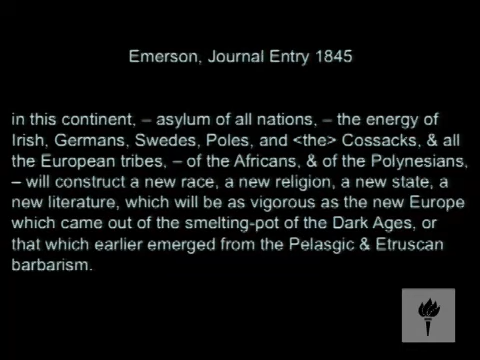 Emerson, Journal Entry 1845
in this continent, – asylum of all nations, – the energy of
Irish, Germans, Swedes, Poles, and <the> Cossacks, & all
the European tribes, – of the Africans, & of the Polynesians,
– will construct a new race, a new religion, a new state, a
new literature, which will be as vigorous as the new Europe
which came out of the smelting-pot of the Dark Ages, or
that which earlier emerged from the Pelasgic & Etruscan
barbarism.